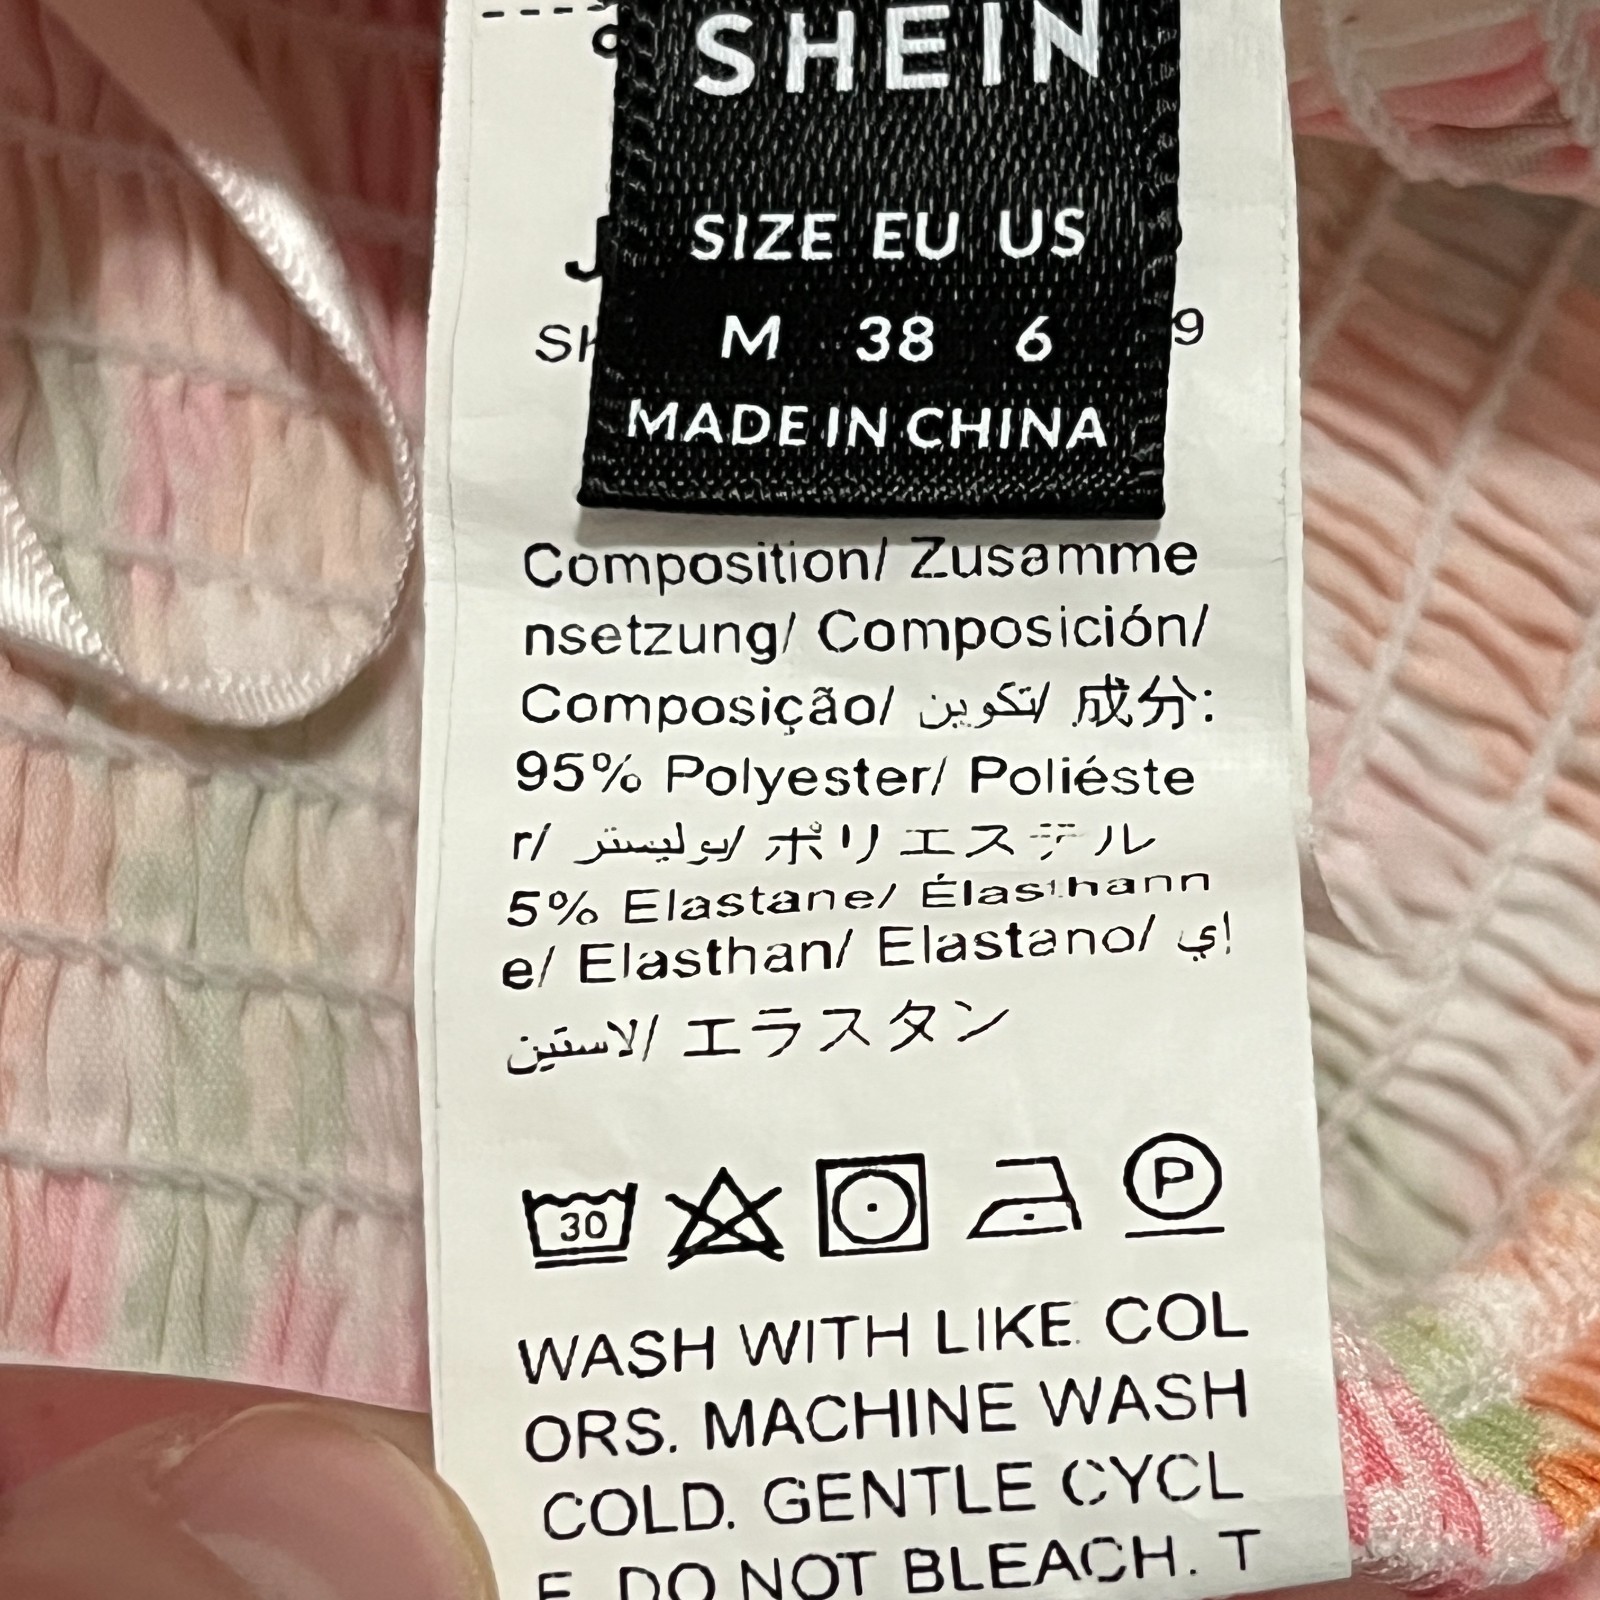 SHEIN
SIZE EU US
M 38 6
MADE IN CHINA
Composition/ Zusamme
nsetzung/ Composición/
Composição/ تكوين/ 成分:
95% Polyester/ Poliéste
r/ بوليستر/ ポリエステル
5% Elastane/ Élasthann
e/ Elasthan/ Elastano/ إي
لاستين/ エラスタン
30
P
WASH WITH LIKE COL
ORS. MACHINE WASH
COLD. GENTLE CYCL
E. DO NOT BLEACH. T